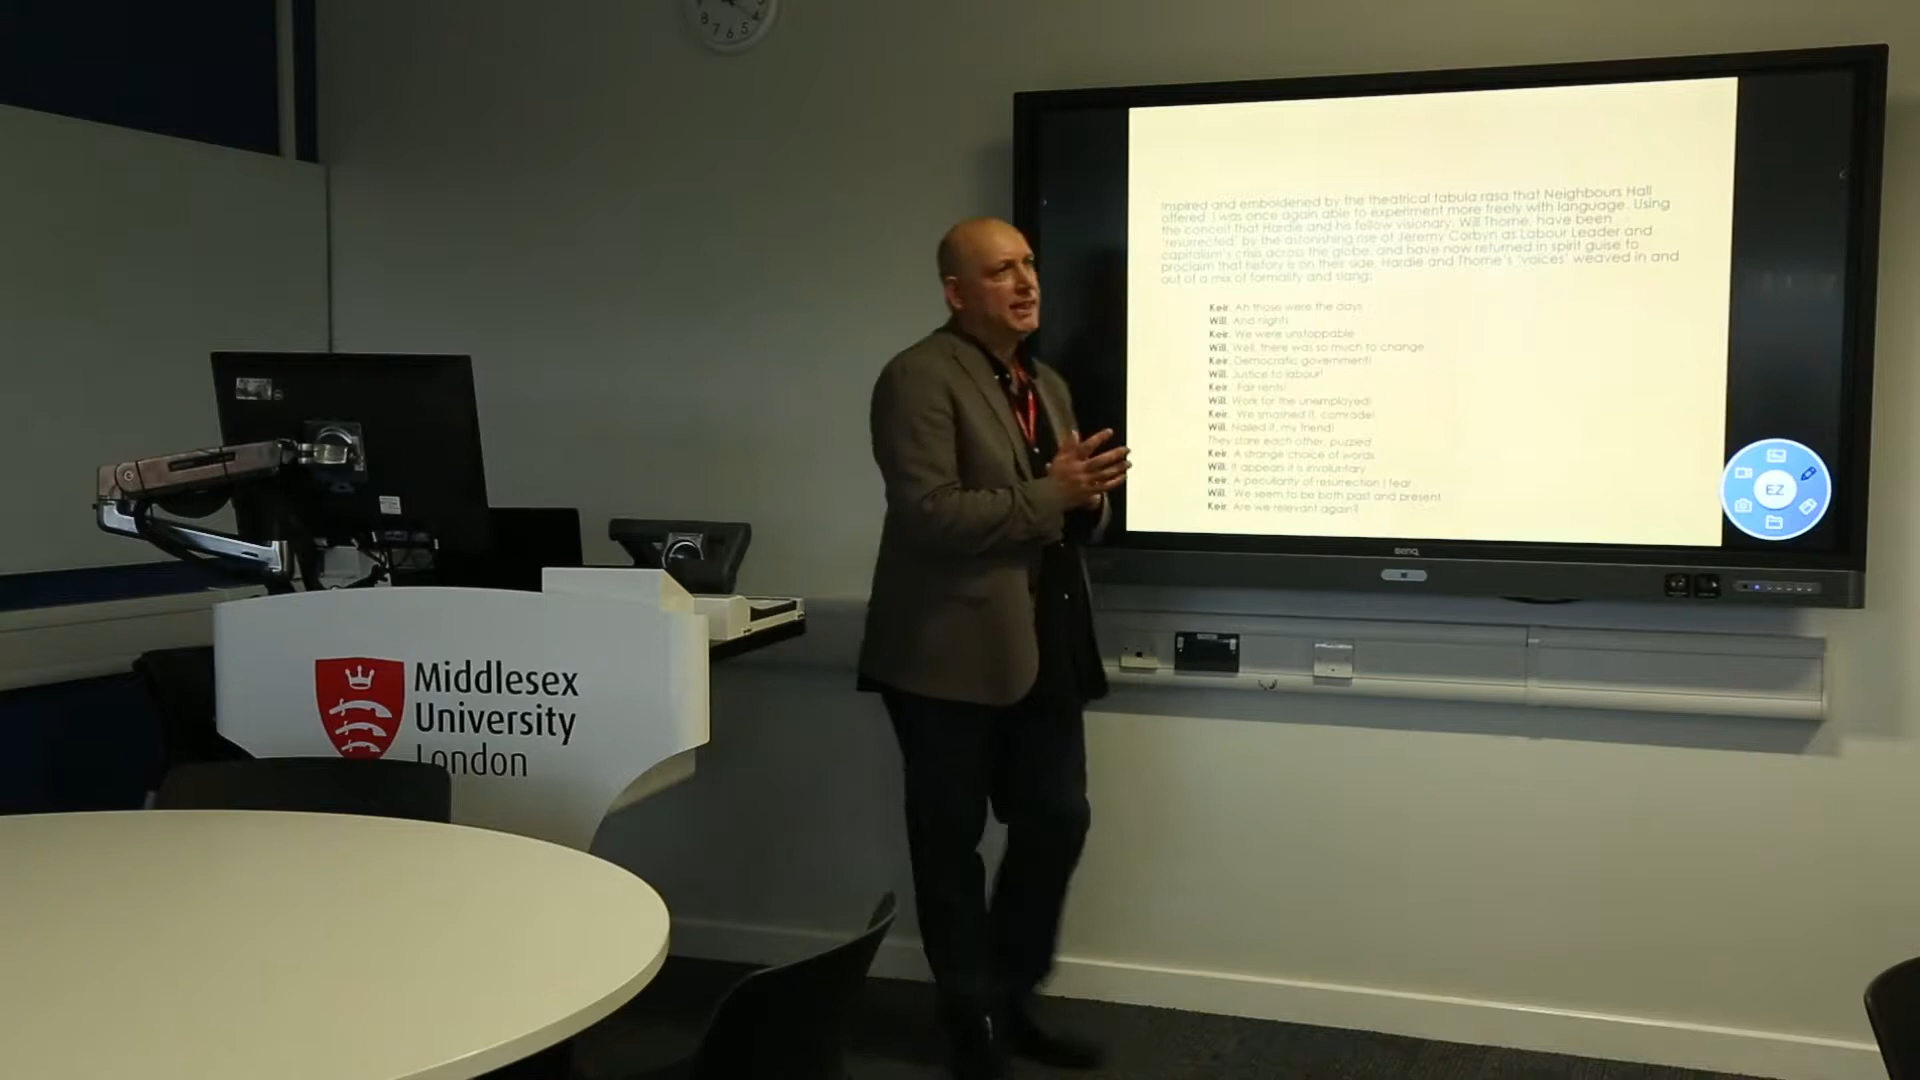 8 7 6 5 4
Inspired and emboldened by the theatrical tabula rasa that Neighbours Hall
offered, I was once again able to experiment more freely with language. Using
the conceit that Hardie and his fellow visionary, Will Thorne, have been
'resurrected' by the astonishing rise of Jeremy Corbyn as Labour Leader and
capitalism's crisis across the globe, and have now returned in spirit guise to
proclaim that history is on their side, Hardie and Thorne's 'voices' weaved in and
out of a mix of formality and slang:
Keir. Ah those were the days
Will. And nights
Keir. We were unstoppable
Will. Well, there was so much to change
Keir. Democratic government!
Will. Justice to labour!
Keir. Fair rents!
Will. Work for the unemployed!
Keir. We smashed it, comrade!
Will. Nailed it, my friend!
They stare each other, puzzled.
Keir. A strange choice of words
Will. It appears it is involuntary
Keir. A peculiarity of resurrection I fear
Will. We seem to be both past and present
Keir. Are we relevant again?
EZ
BenQ
Middlesex
University
London